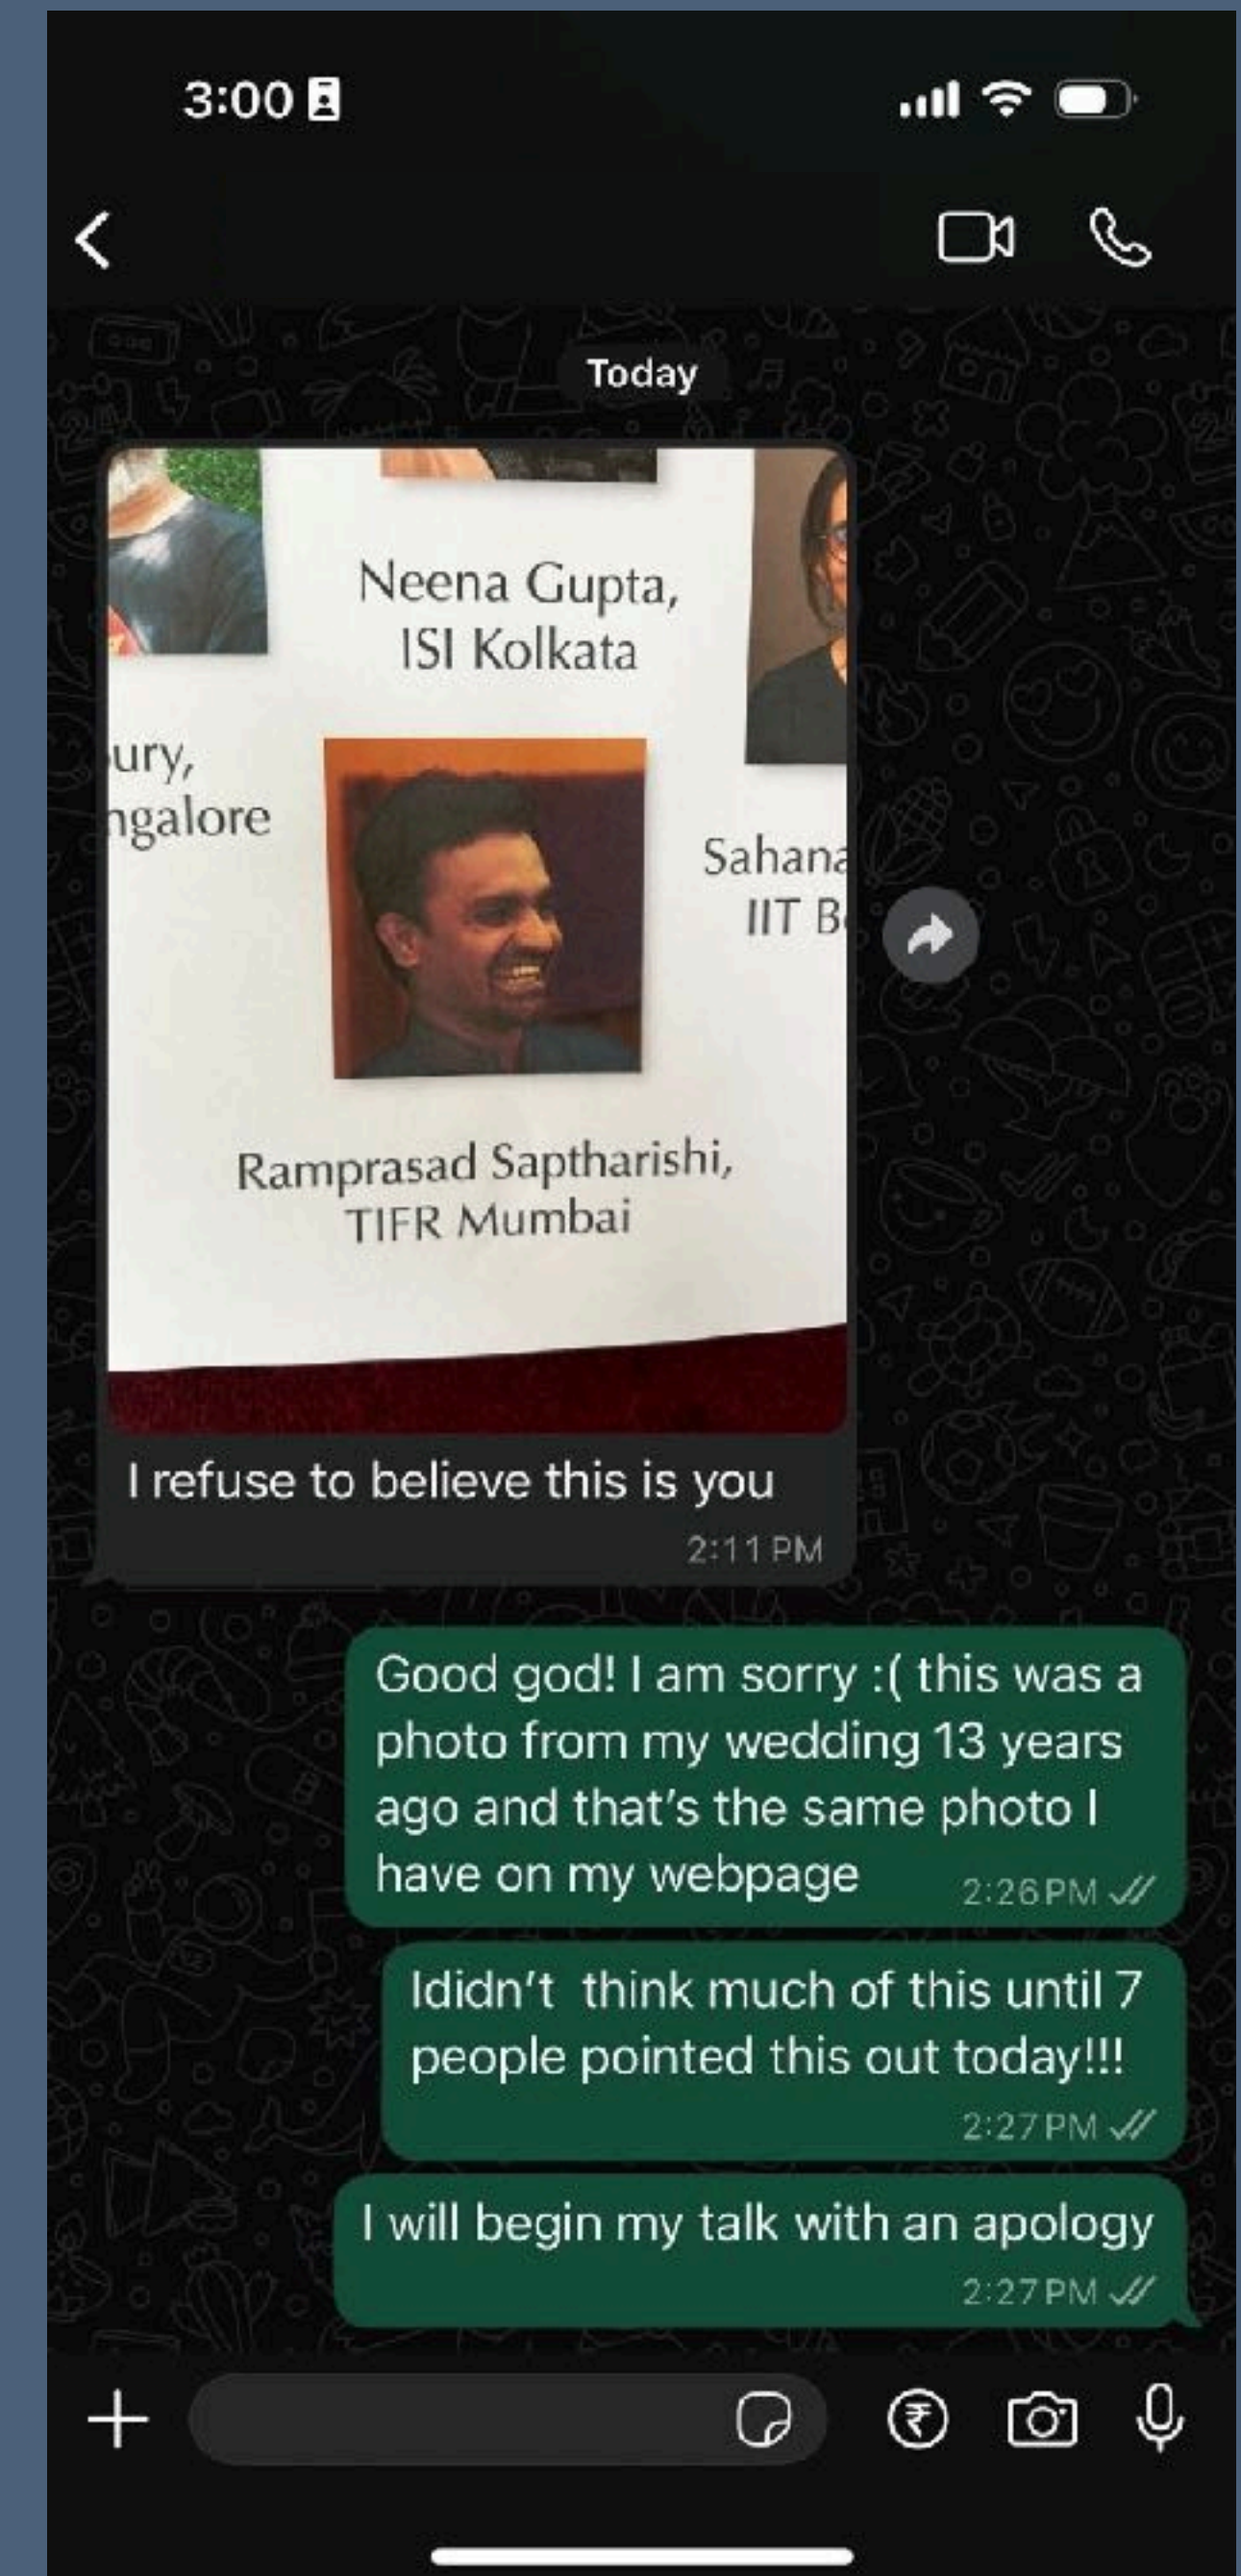 3:00
Today
Neena Gupta,
ISI Kolkata
ury,
ngalore
Sahana
IIT B
Ramprasad Saptharishi,
TIFR Mumbai
I refuse to believe this is you
2:11 PM
Good god! I am sorry :( this was a
photo from my wedding 13 years
ago and that's the same photo I
have on my webpage 2:26 PM
Ididn't think much of this until 7
people pointed this out today!!!
2:27 PM
I will begin my talk with an apology
2:27 PM